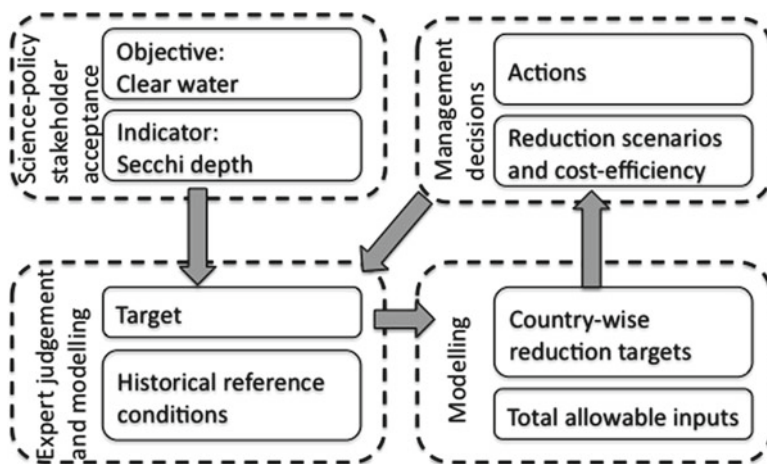 Science-policy
stakeholder
acceptance
Objective:
Clear water
Indicator:
Secchi depth
Management
decisions
Actions
Reduction scenarios
and cost-efficiency
Expert judgement
and modelling
Target
Historical reference
conditions
Modelling
Country-wise
reduction targets
Total allowable inputs